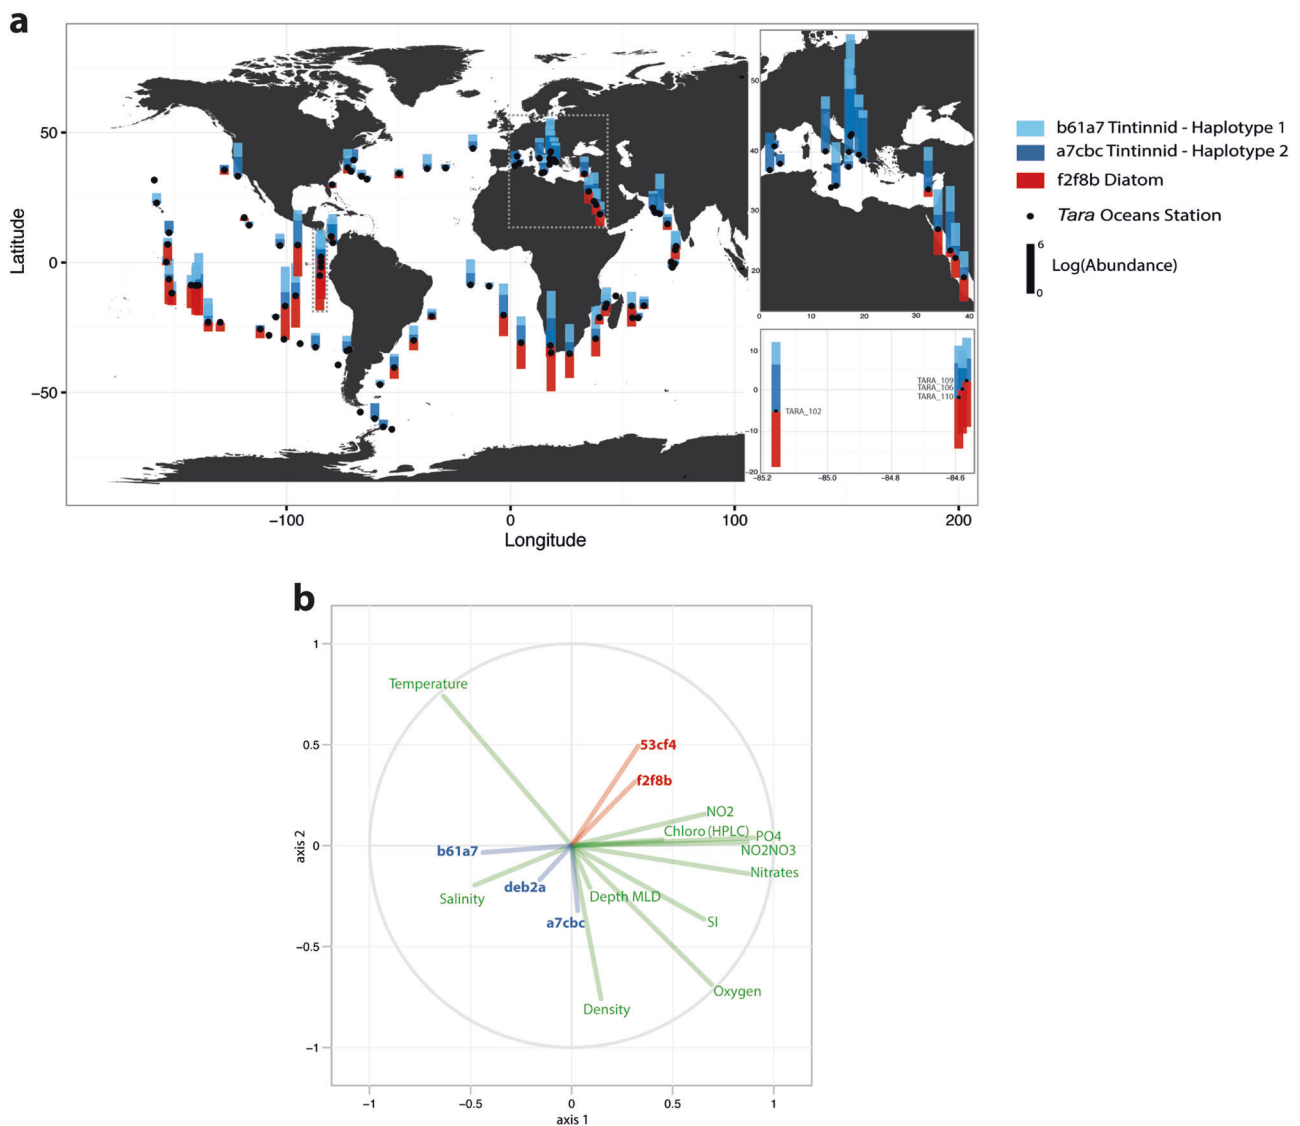 a
Latitude
50
0
−50
−100
0
100
200
Longitude
50
40
30
20
0
10
20
30
40
10
0
−10
−20
TARA_109
TARA_106
TARA_110
TARA_102
−85.2
−85.0
−84.8
−84.6
b61a7 Tintinnid - Haplotype 1
a7cbc Tintinnid - Haplotype 2
f2f8b Diatom
Tara Oceans Station
6
Log(Abundance)
0
b
1
0.5
0
−0.5
−1
axis 2
Temperature
53cf4
f2f8b
NO2
Chloro (HPLC)
PO4
NO2NO3
b61a7
Nitrates
deb2a
Salinity
Depth MLD
a7cbc
SI
Oxygen
Density
−1
−0.5
0
0.5
1
axis 1